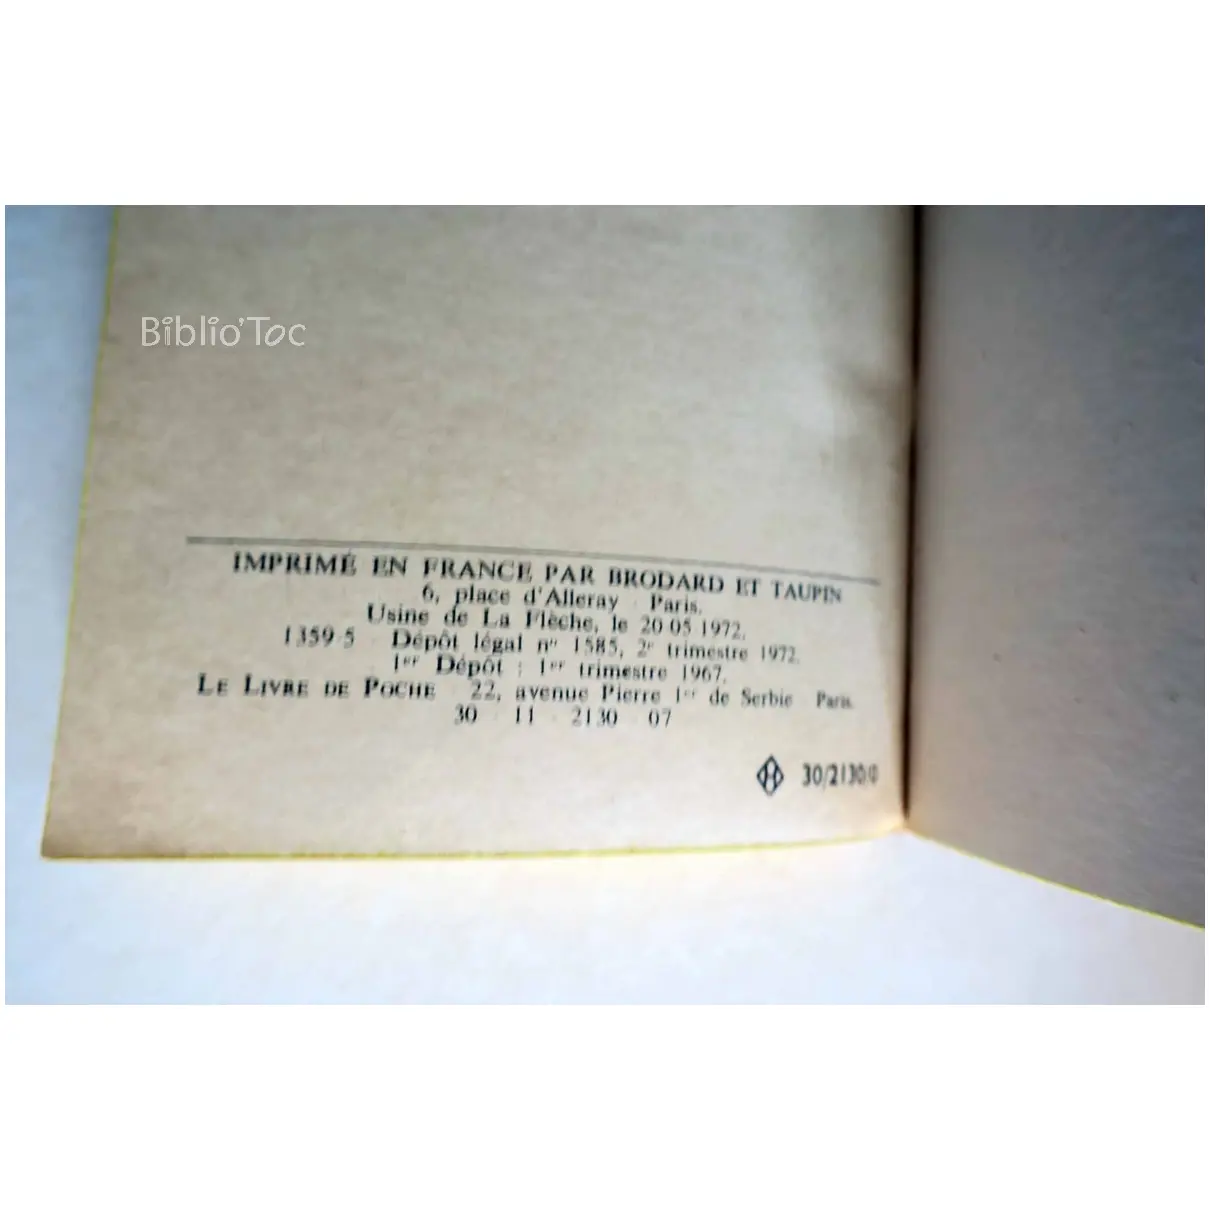 Biblio'Toc
IMPRIMÉ EN FRANCE PAR BRODARD ET TAUPIN
6, place d'Alleray - Paris.
Usine de La Flèche, le 20-05-1972.
1359-5 - Dépôt légal n° 1585, 2e trimestre 1972.
1er Dépôt : 1er trimestre 1967.
LE LIVRE DE POCHE - 22, avenue Pierre 1er de Serbie - Paris.
30 - 11 - 2130 - 07
30/2130/0